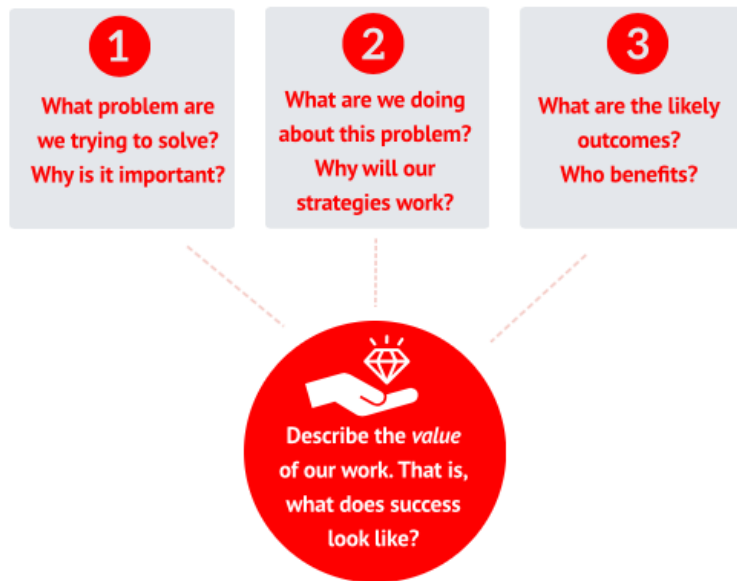 1
What problem are
we trying to solve?
Why is it important?
2
What are we doing
about this problem?
Why will our
strategies work?
3
What are the likely
outcomes?
Who benefits?
Describe the value
of our work. That is,
what does success
look like?